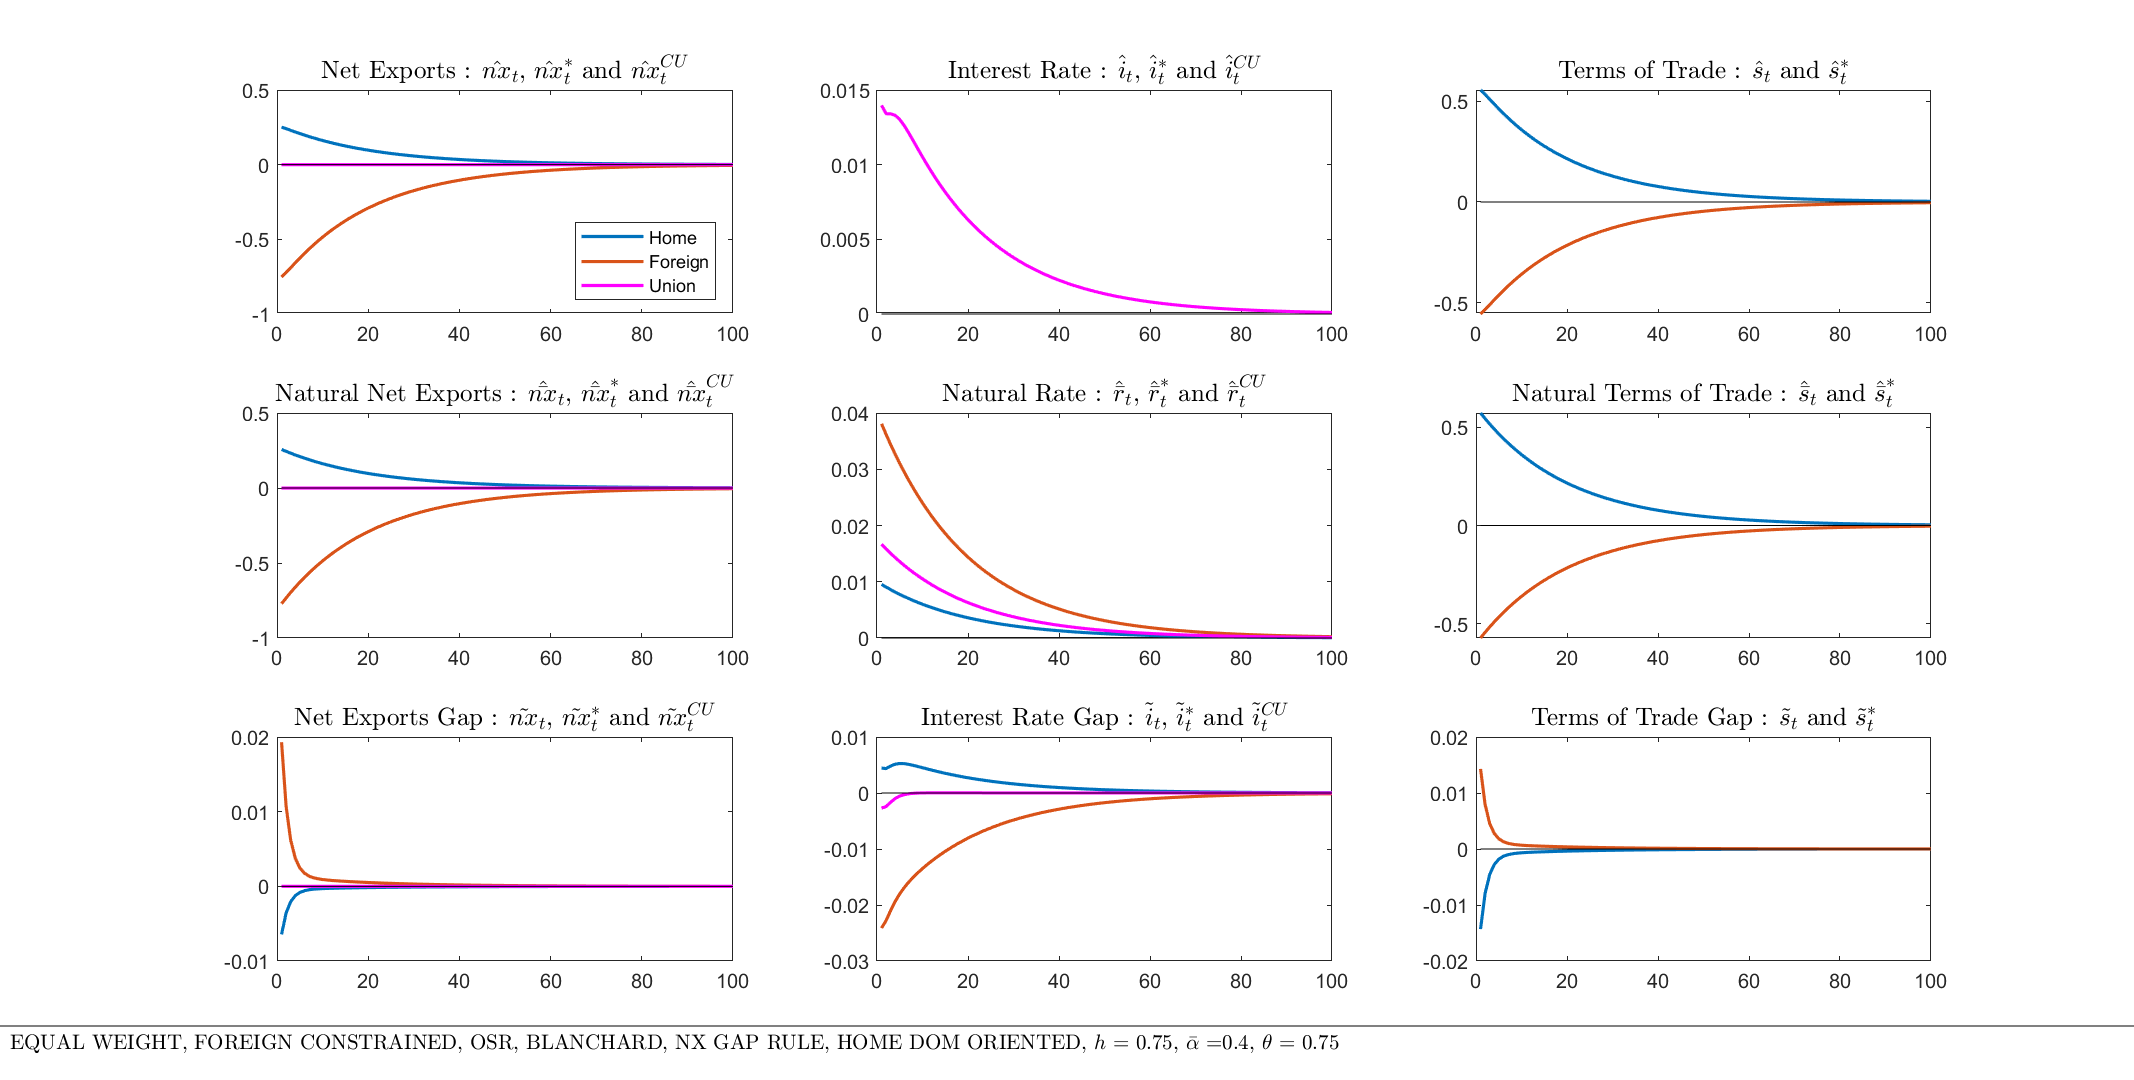 Net Exports : n̂x_t, n̂x_t^* and n̂x_t^CU
0.5
0
-0.5
-1
0 20 40 60 80 100
Home
Foreign
Union
Interest Rate : î_t, î_t^* and î_t^CU
0.015
0.01
0.005
0
0 20 40 60 80 100
Terms of Trade : ŝ_t and ŝ_t^*
0.5
0
-0.5
0 20 40 60 80 100
Natural Net Exports : n̄̂x_t, n̄̂x_t^* and n̄̂x_t^CU
0.5
0
-0.5
-1
0 20 40 60 80 100
Natural Rate : r̄̂_t, r̄̂_t^* and r̄̂_t^CU
0.04
0.03
0.02
0.01
0
0 20 40 60 80 100
Natural Terms of Trade : s̄̂_t and s̄̂_t^*
0.5
0
-0.5
0 20 40 60 80 100
Net Exports Gap : ñx_t, ñx_t^* and ñx_t^CU
0.02
0.01
0
-0.01
0 20 40 60 80 100
Interest Rate Gap : ĩ_t, ĩ_t^* and ĩ_t^CU
0.01
0
-0.01
-0.02
-0.03
0 20 40 60 80 100
Terms of Trade Gap : s̃_t and s̃_t^*
0.02
0.01
0
-0.01
-0.02
0 20 40 60 80 100
EQUAL WEIGHT, FOREIGN CONSTRAINED, OSR, BLANCHARD, NX GAP RULE, HOME DOM ORIENTED, h = 0.75, ᾱ =0.4, θ = 0.75